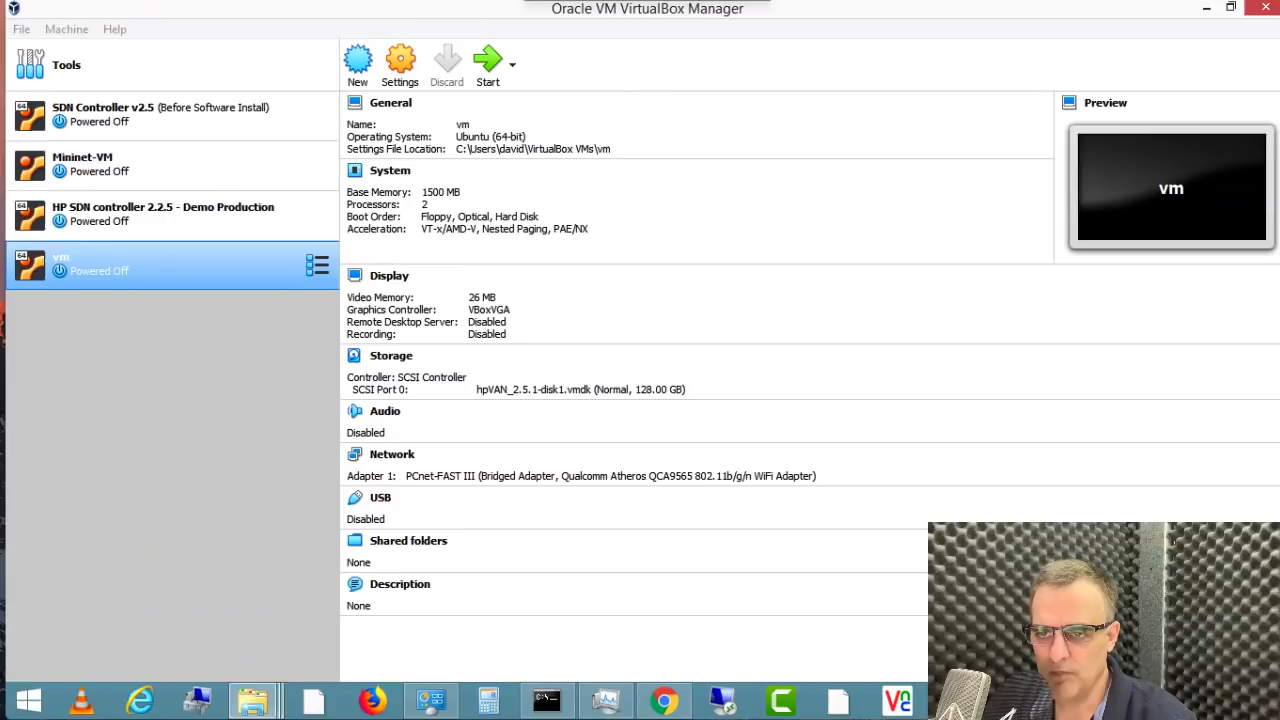 Oracle VM VirtualBox Manager
File Machine Help
Tools
New Settings Discard Start
64 SDN Controller v2.5 (Before Software Install)
Powered Off
64 Mininet-VM
Powered Off
64 HP SDN controller 2.2.5 - Demo Production
Powered Off
64 vm
Powered Off
General
Name: vm
Operating System: Ubuntu (64-bit)
Settings File Location: C:\Users\david\VirtualBox VMs\vm
System
Base Memory: 1500 MB
Processors: 2
Boot Order: Floppy, Optical, Hard Disk
Acceleration: VT-x/AMD-V, Nested Paging, PAE/NX
Preview
vm
Display
Video Memory: 26 MB
Graphics Controller: VBoxVGA
Remote Desktop Server: Disabled
Recording: Disabled
Storage
Controller: SCSI Controller
SCSI Port 0: hpVAN_2.5.1-disk1.vmdk (Normal, 128.00 GB)
Audio
Disabled
Network
Adapter 1: PCnet-FAST III (Bridged Adapter, Qualcomm Atheros QCA9565 802.11b/g/n WiFi Adapter)
USB
Disabled
Shared folders
None
Description
None